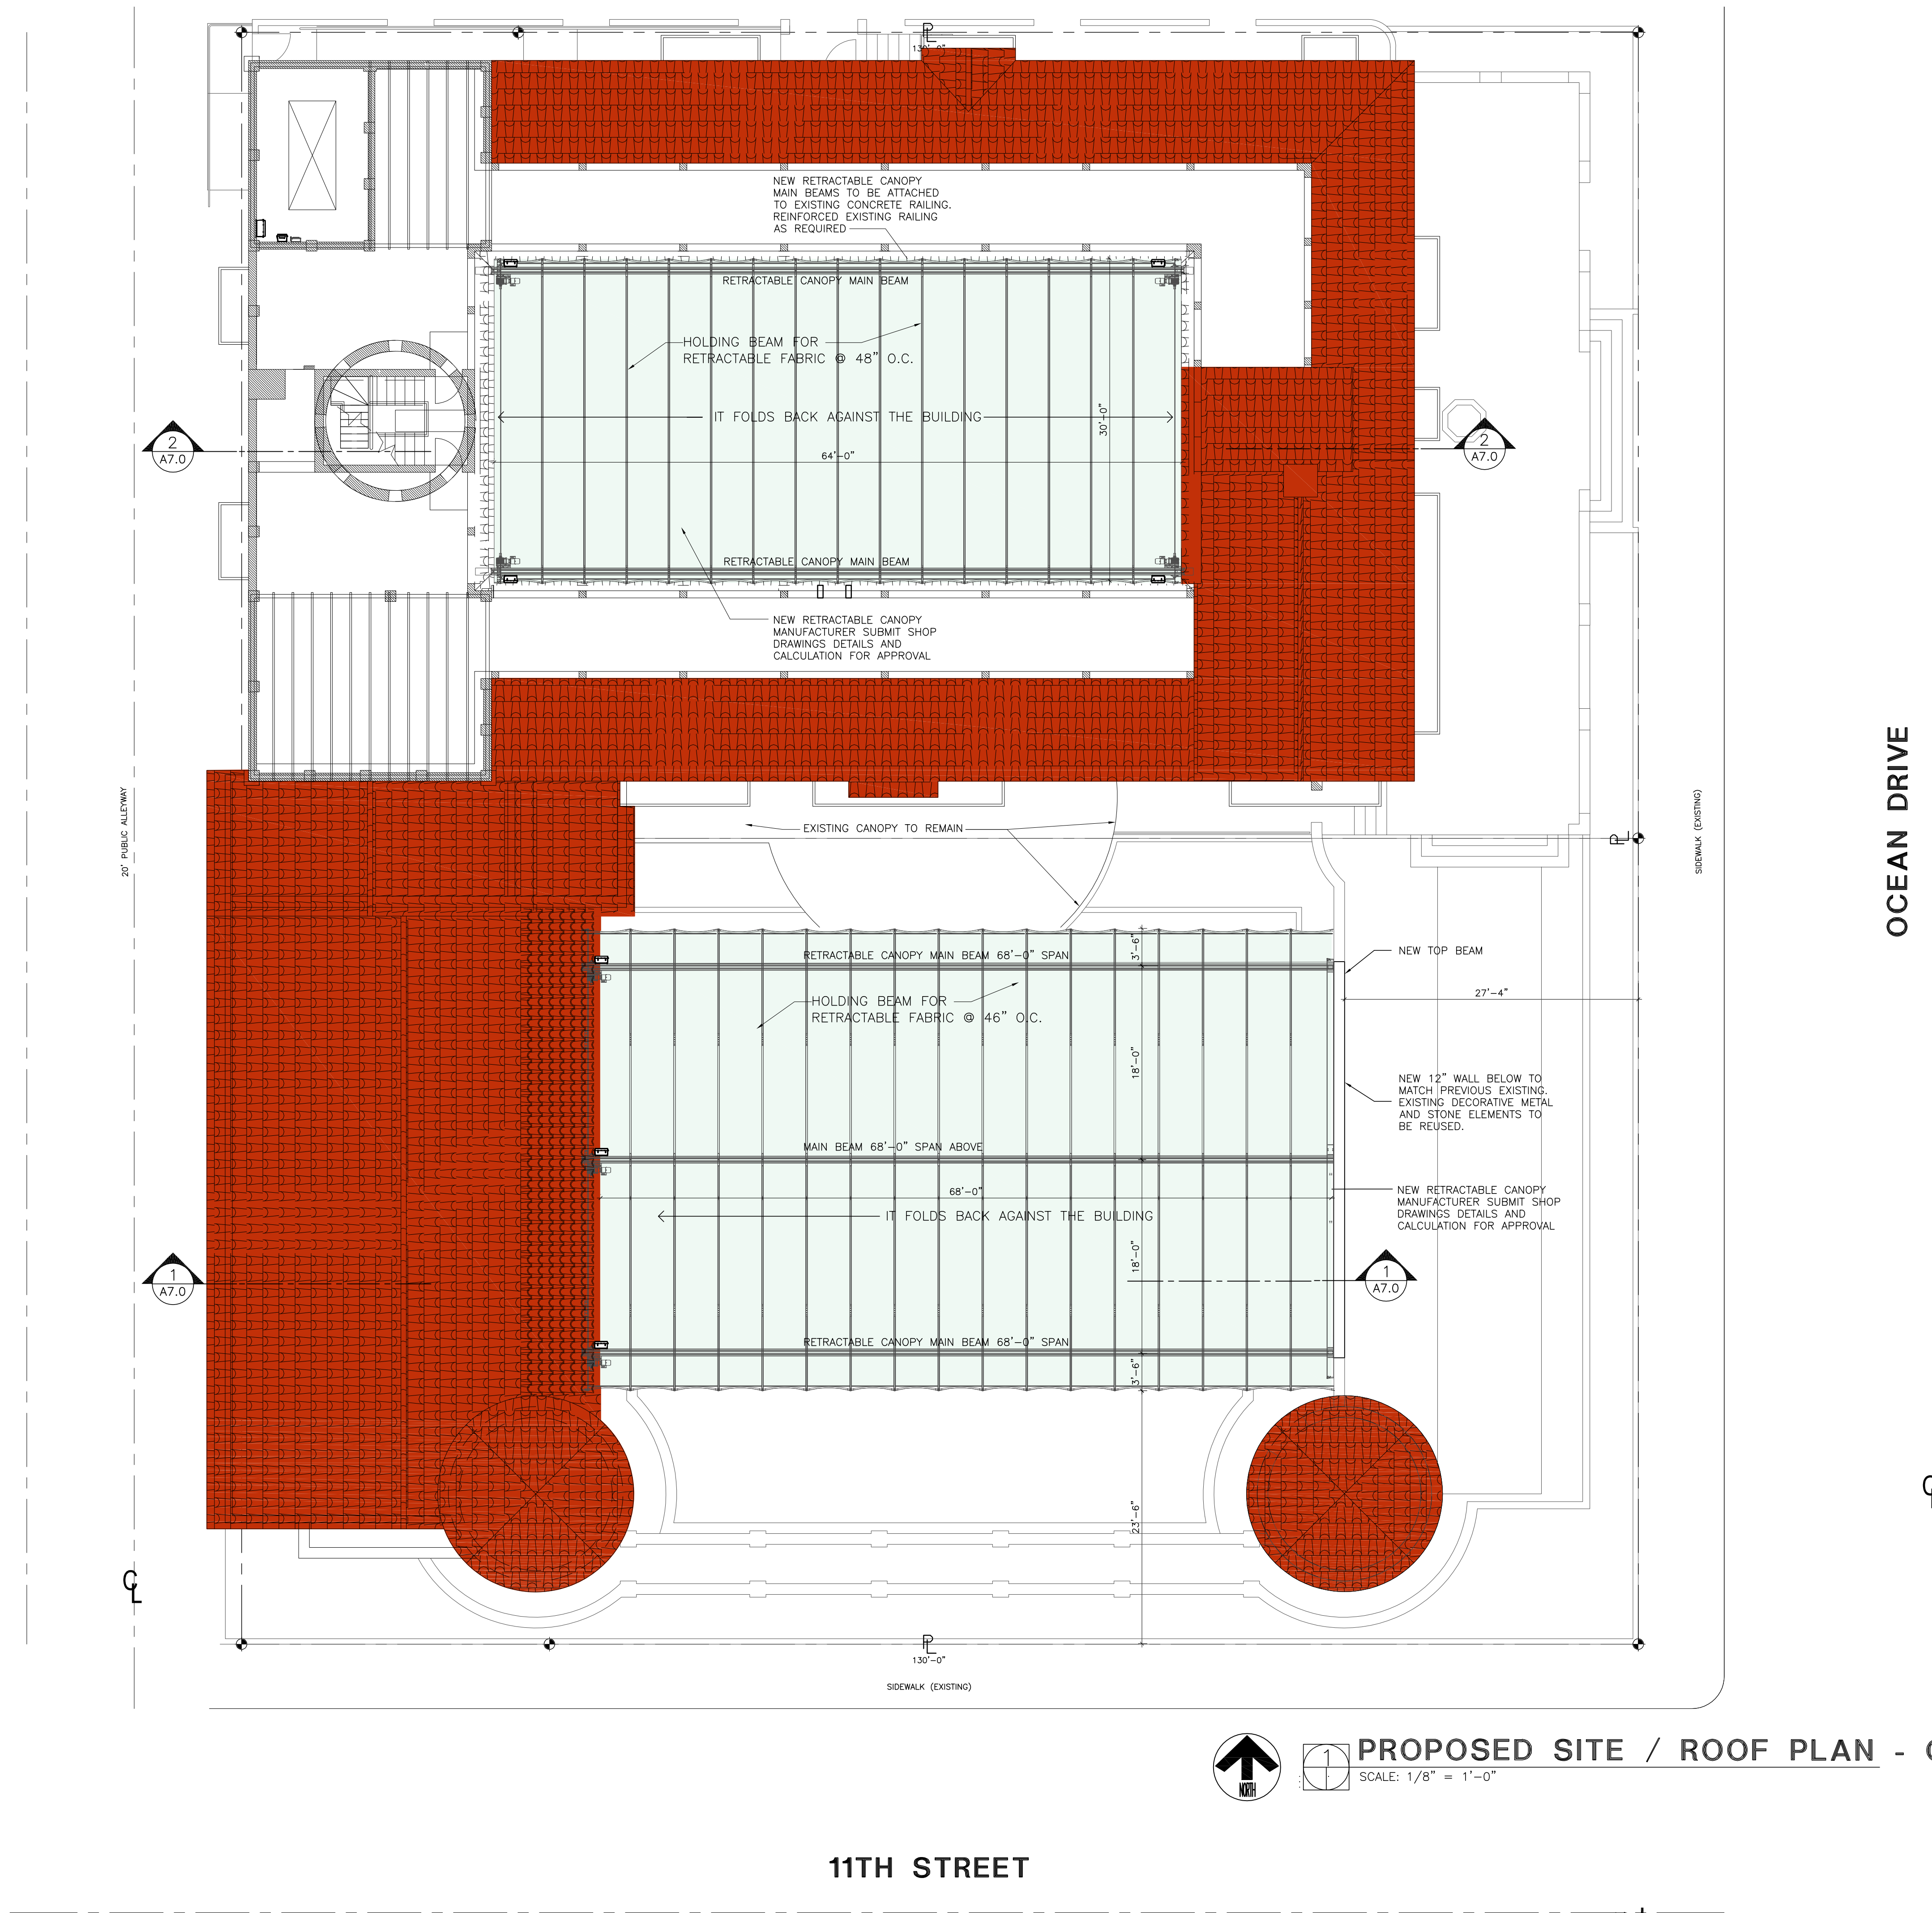 PL
130'-0"
NEW RETRACTABLE CANOPY
MAIN BEAMS TO BE ATTACHED
TO EXISTING CONCRETE RAILING.
REINFORCED EXISTING RAILING
AS REQUIRED
RETRACTABLE CANOPY MAIN BEAM
HOLDING BEAM FOR
RETRACTABLE FABRIC @ 48" O.C.
IT FOLDS BACK AGAINST THE BUILDING
30'-0"
64'-0"
2
A7.0
2
A7.0
RETRACTABLE CANOPY MAIN BEAM
NEW RETRACTABLE CANOPY
MANUFACTURER SUBMIT SHOP
DRAWINGS DETAILS AND
CALCULATION FOR APPROVAL
20' PUBLIC ALLEYWAY
EXISTING CANOPY TO REMAIN
PL
SIDEWALK (EXISTING)
OCEAN DRIVE
RETRACTABLE CANOPY MAIN BEAM 68'-0" SPAN
3'-6"
NEW TOP BEAM
27'-4"
HOLDING BEAM FOR
RETRACTABLE FABRIC @ 46" O.C.
18'-0"
NEW 12" WALL BELOW TO
MATCH PREVIOUS EXISTING.
EXISTING DECORATIVE METAL
AND STONE ELEMENTS TO
BE REUSED.
MAIN BEAM 68'-0" SPAN ABOVE
68'-0"
NEW RETRACTABLE CANOPY
MANUFACTURER SUBMIT SHOP
DRAWINGS DETAILS AND
CALCULATION FOR APPROVAL
IT FOLDS BACK AGAINST THE BUILDING
18'-0"
1
A7.0
1
A7.0
RETRACTABLE CANOPY MAIN BEAM 68'-0" SPAN
3'-6"
23'-6"
CL
PL
130'-0"
SIDEWALK (EXISTING)
NORTH
1
PROPOSED SITE / ROOF PLAN -
SCALE: 1/8" = 1'-0"
11TH STREET